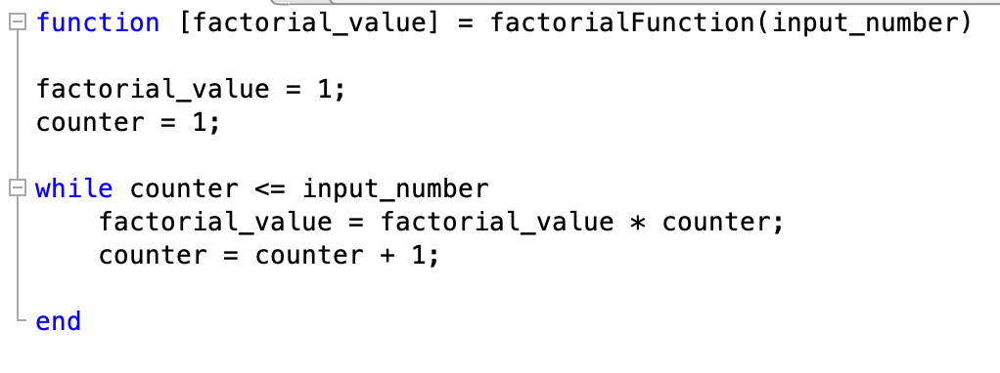 function [factorial_value] = factorialFunction(input_number)
factorial_value = 1;
counter = 1;
while counter <= input_number
    factorial_value = factorial_value * counter;
    counter = counter + 1;
end